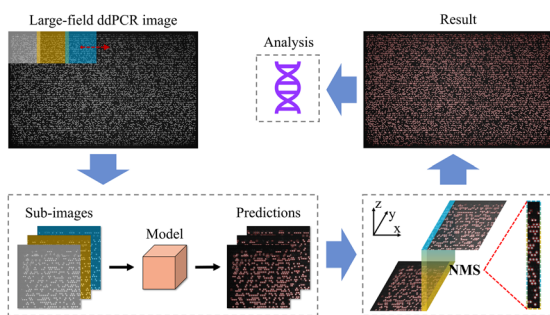 Large-field ddPCR image
Result
Analysis
Sub-images
Model
Predictions
z
y
x
NMS